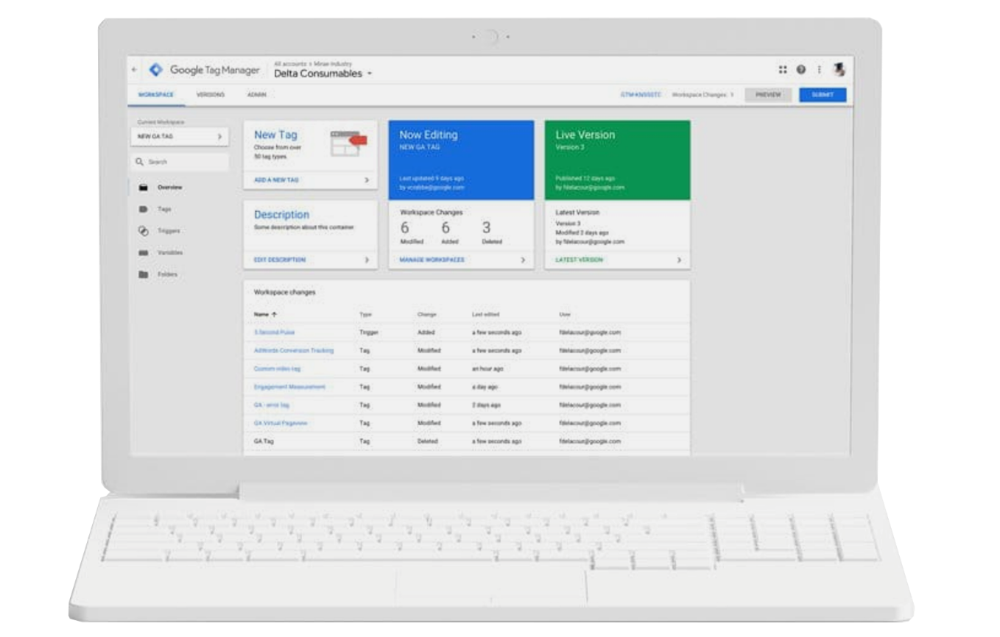 Google Tag Manager
All accounts > Minae Industry
Delta Consumables
WORKSPACE VERSIONS ADMIN
Workspace Changes: PREVIEW SUBMIT
Current Workspace
NEW GA TAG
Search
Overview
Tags
Triggers
Variables
Folders
New Tag
Choose from over
50 tag types
ADD A NEW TAG
Description
Some description about this container
EDIT DESCRIPTION
Now Editing
NEW GA TAG
Last updated 9 days ago
by vcrabbe@google.com
Workspace Changes
6 6 3
Modified Added Deleted
MANAGE WORKSPACES
Live Version
Version 3
Published 12 days ago
by fdelacour@google.com
Latest Version
Version 3
Modified 2 days ago
by fdelacour@google.com
LATEST VERSION
Workspace changes
Name Type Change Last edited User
5 Second Pulse Trigger Added a few seconds ago fdelacour@google.com
AdWords Conversion Tracking Tag Modified a few seconds ago fdelacour@google.com
Custom video tag Tag Modified an hour ago fdelacour@google.com
Engagement Measurement Tag Modified a day ago fdelacour@google.com
GA - error tag Tag Modified 2 days ago fdelacour@google.com
GA Virtual Pageview Tag Modified a few seconds ago fdelacour@google.com
GA Tag Tag Deleted a few seconds ago fdelacour@google.com